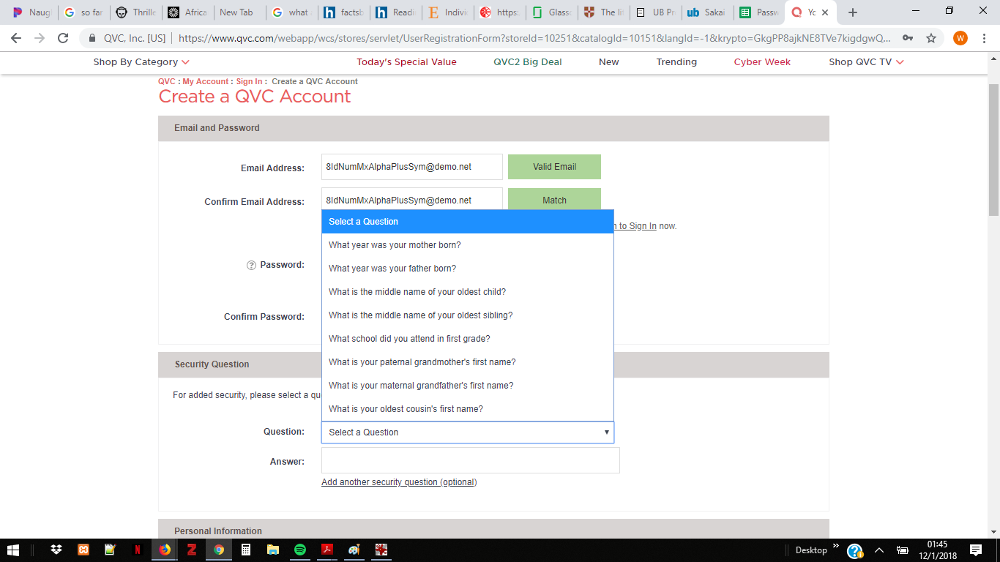 Naug
so far
Thrille
Africa
New Tab
what
factsb
Readi
Indivi
https:
Glass
The li
UB Pr
Sakai
Passw
Yc
QVC, Inc. [US] | https://www.qvc.com/webapp/wcs/stores/servlet/UserRegistrationForm?storeId=10251&catalogId=10151&langId=-1&krypto=GkgPP8ajkNE8TVe7kigdgwQ...
W
Shop By Category
Today's Special Value
QVC2 Big Deal
New
Trending
Cyber Week
Shop QVC TV
QVC : My Account : Sign In : Create a QVC Account
Create a QVC Account
Email and Password
Email Address: 8IdNumMxAlphaPlusSym@demo.net Valid Email
Confirm Email Address: 8IdNumMxAlphaPlusSym@demo.net Match
Select a Question
to Sign In now.
What year was your mother born?
What year was your father born?
? Password:
What is the middle name of your oldest child?
What is the middle name of your oldest sibling?
Confirm Password:
What school did you attend in first grade?
What is your paternal grandmother's first name?
Security Question
What is your maternal grandfather's first name?
For added security, please select a qu
What is your oldest cousin's first name?
Question: Select a Question
Answer:
Add another security question (optional)
Personal Information
Desktop
01:45
12/1/2018